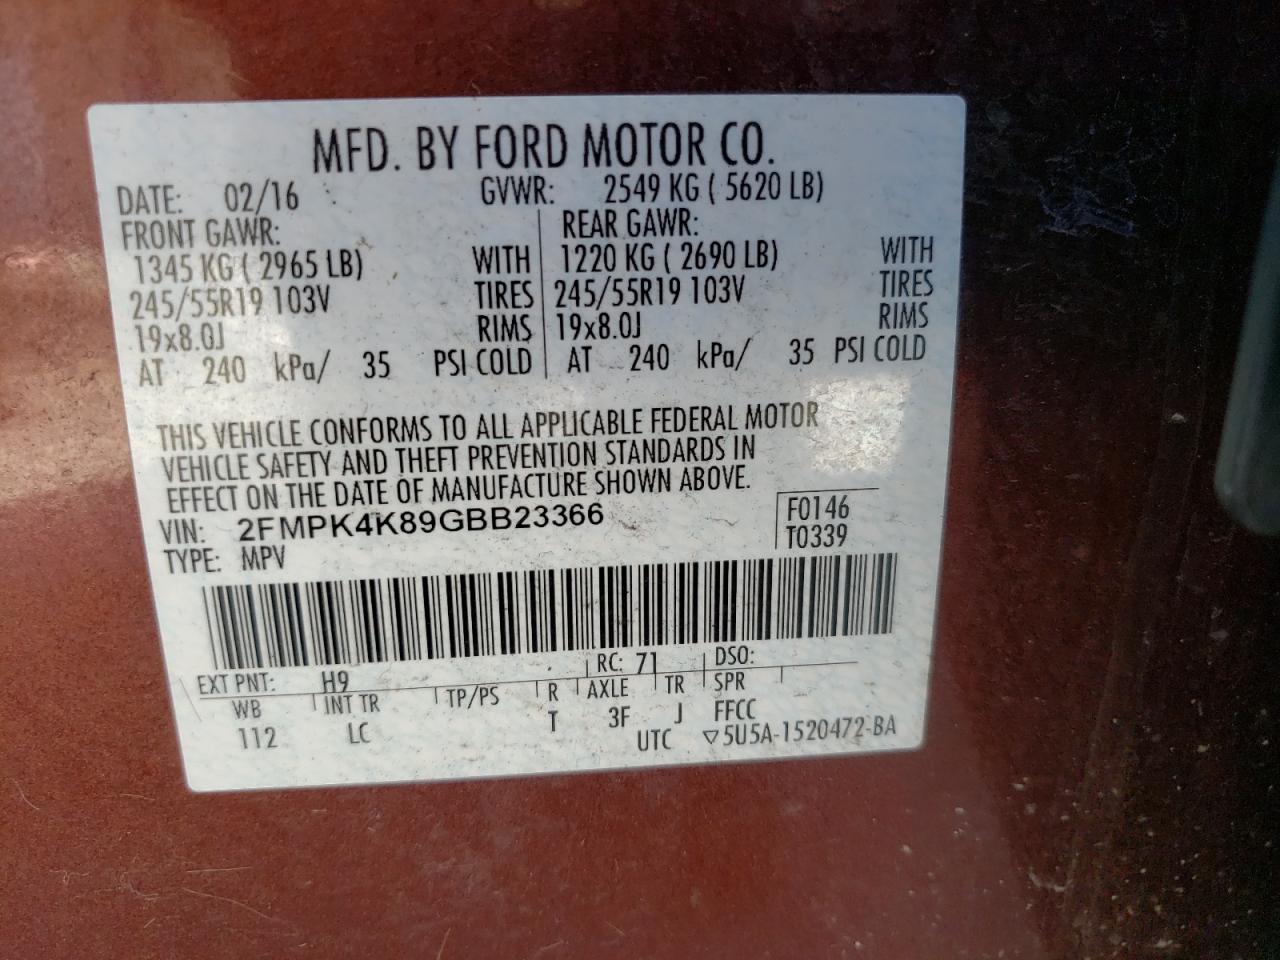 MFD. BY FORD MOTOR CO.
DATE: 02/16 GVWR: 2549 KG ( 5620 LB)
FRONT GAWR: REAR GAWR:
1345 KG ( 2965 LB) WITH 1220 KG ( 2690 LB) WITH
245/55R19 103V TIRES 245/55R19 103V TIRES
19x8.0J RIMS 19x8.0J RIMS
AT 240 kPa/ 35 PSI COLD AT 240 kPa/ 35 PSI COLD
THIS VEHICLE CONFORMS TO ALL APPLICABLE FEDERAL MOTOR
VEHICLE SAFETY AND THEFT PREVENTION STANDARDS IN
EFFECT ON THE DATE OF MANUFACTURE SHOWN ABOVE.
VIN: 2FMPK4K89GBB23366 F0146
TYPE: MPV T0339
EXT PNT: H9 RC: 71 DSO:
WB INT TR TP/PS R AXLE TR SPR
112 LC T 3F J FFCC
UTC ▽5U5A-1520472-BA